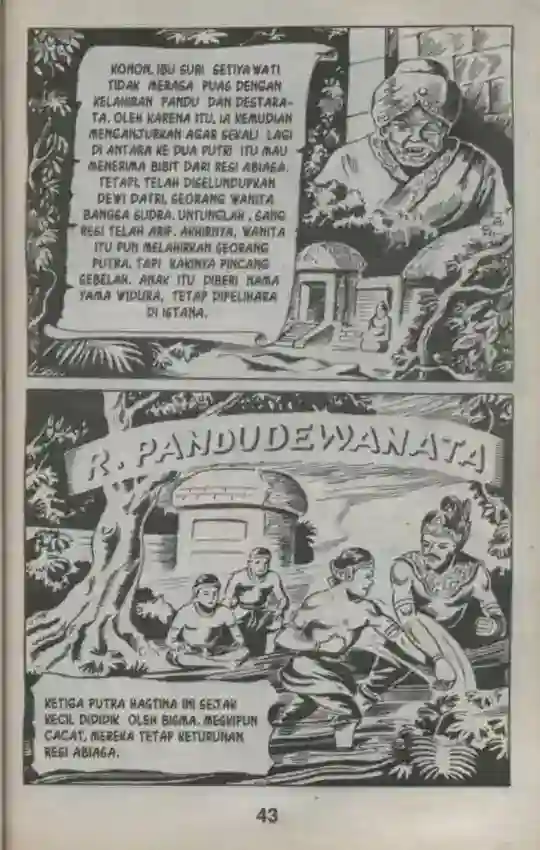 KONON, IBU SURI SETIYAWATI
TIDAK MERASA PUAS DENGAN
KELAHIRAN PANDU DAN DESTARA-
TA. OLEH KARENA ITU, IA KEMUDIAN
MENGANJURKAN AGAR SEKALI LAGI
DI ANTARA KE DUA PUTRI ITU MAU
MENERIMA BIBIT DARI RESI ABIASA.
TETAPI, TELAH DISELUNDUPKAN
DEWI DATRI, SEORANG WANITA
BANGSA SUDRA. UNTUNGLAH, SANG
RESI TELAH ARIF. AKHIRNYA, WANITA
ITU PUN MELAHIRKAN SEORANG
PUTRA, TAPI KAKINYA PINCANG
SEBELAH. ANAK ITU DIBERI NAMA
YAMA WIDURA, TETAP DIPELIHARA
DI ISTANA.
R. PANDUDEWANATA
KETIGA PUTRA HASTINA INI SEJAK
KECIL DIDIDIK OLEH BISMA. MESKIPUN
CACAT, MEREKA TETAP KETURUNAN
RESI ABIASA.
43